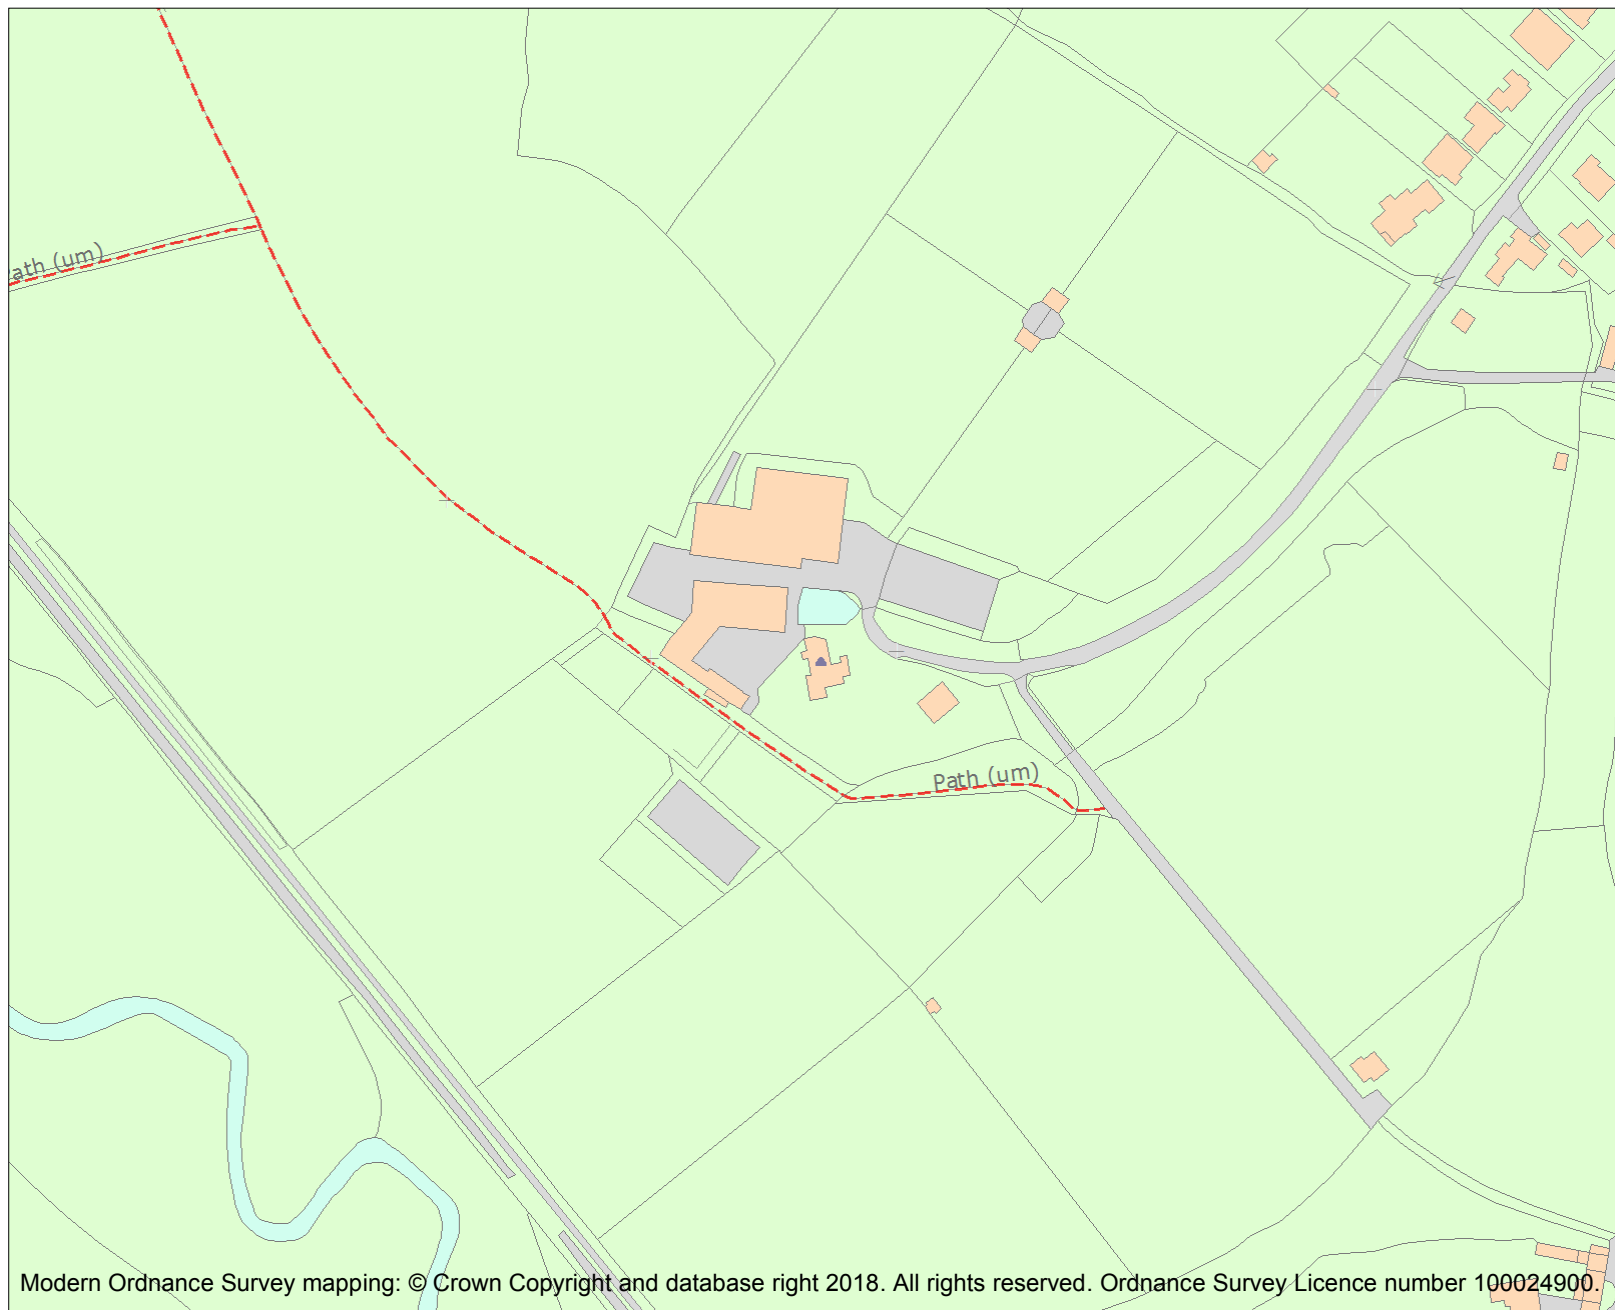 ath (um)
Path (um)
Modern Ordnance Survey mapping: © Crown Copyright and database right 2018. All rights reserved. Ordnance Survey Licence number 100024900.